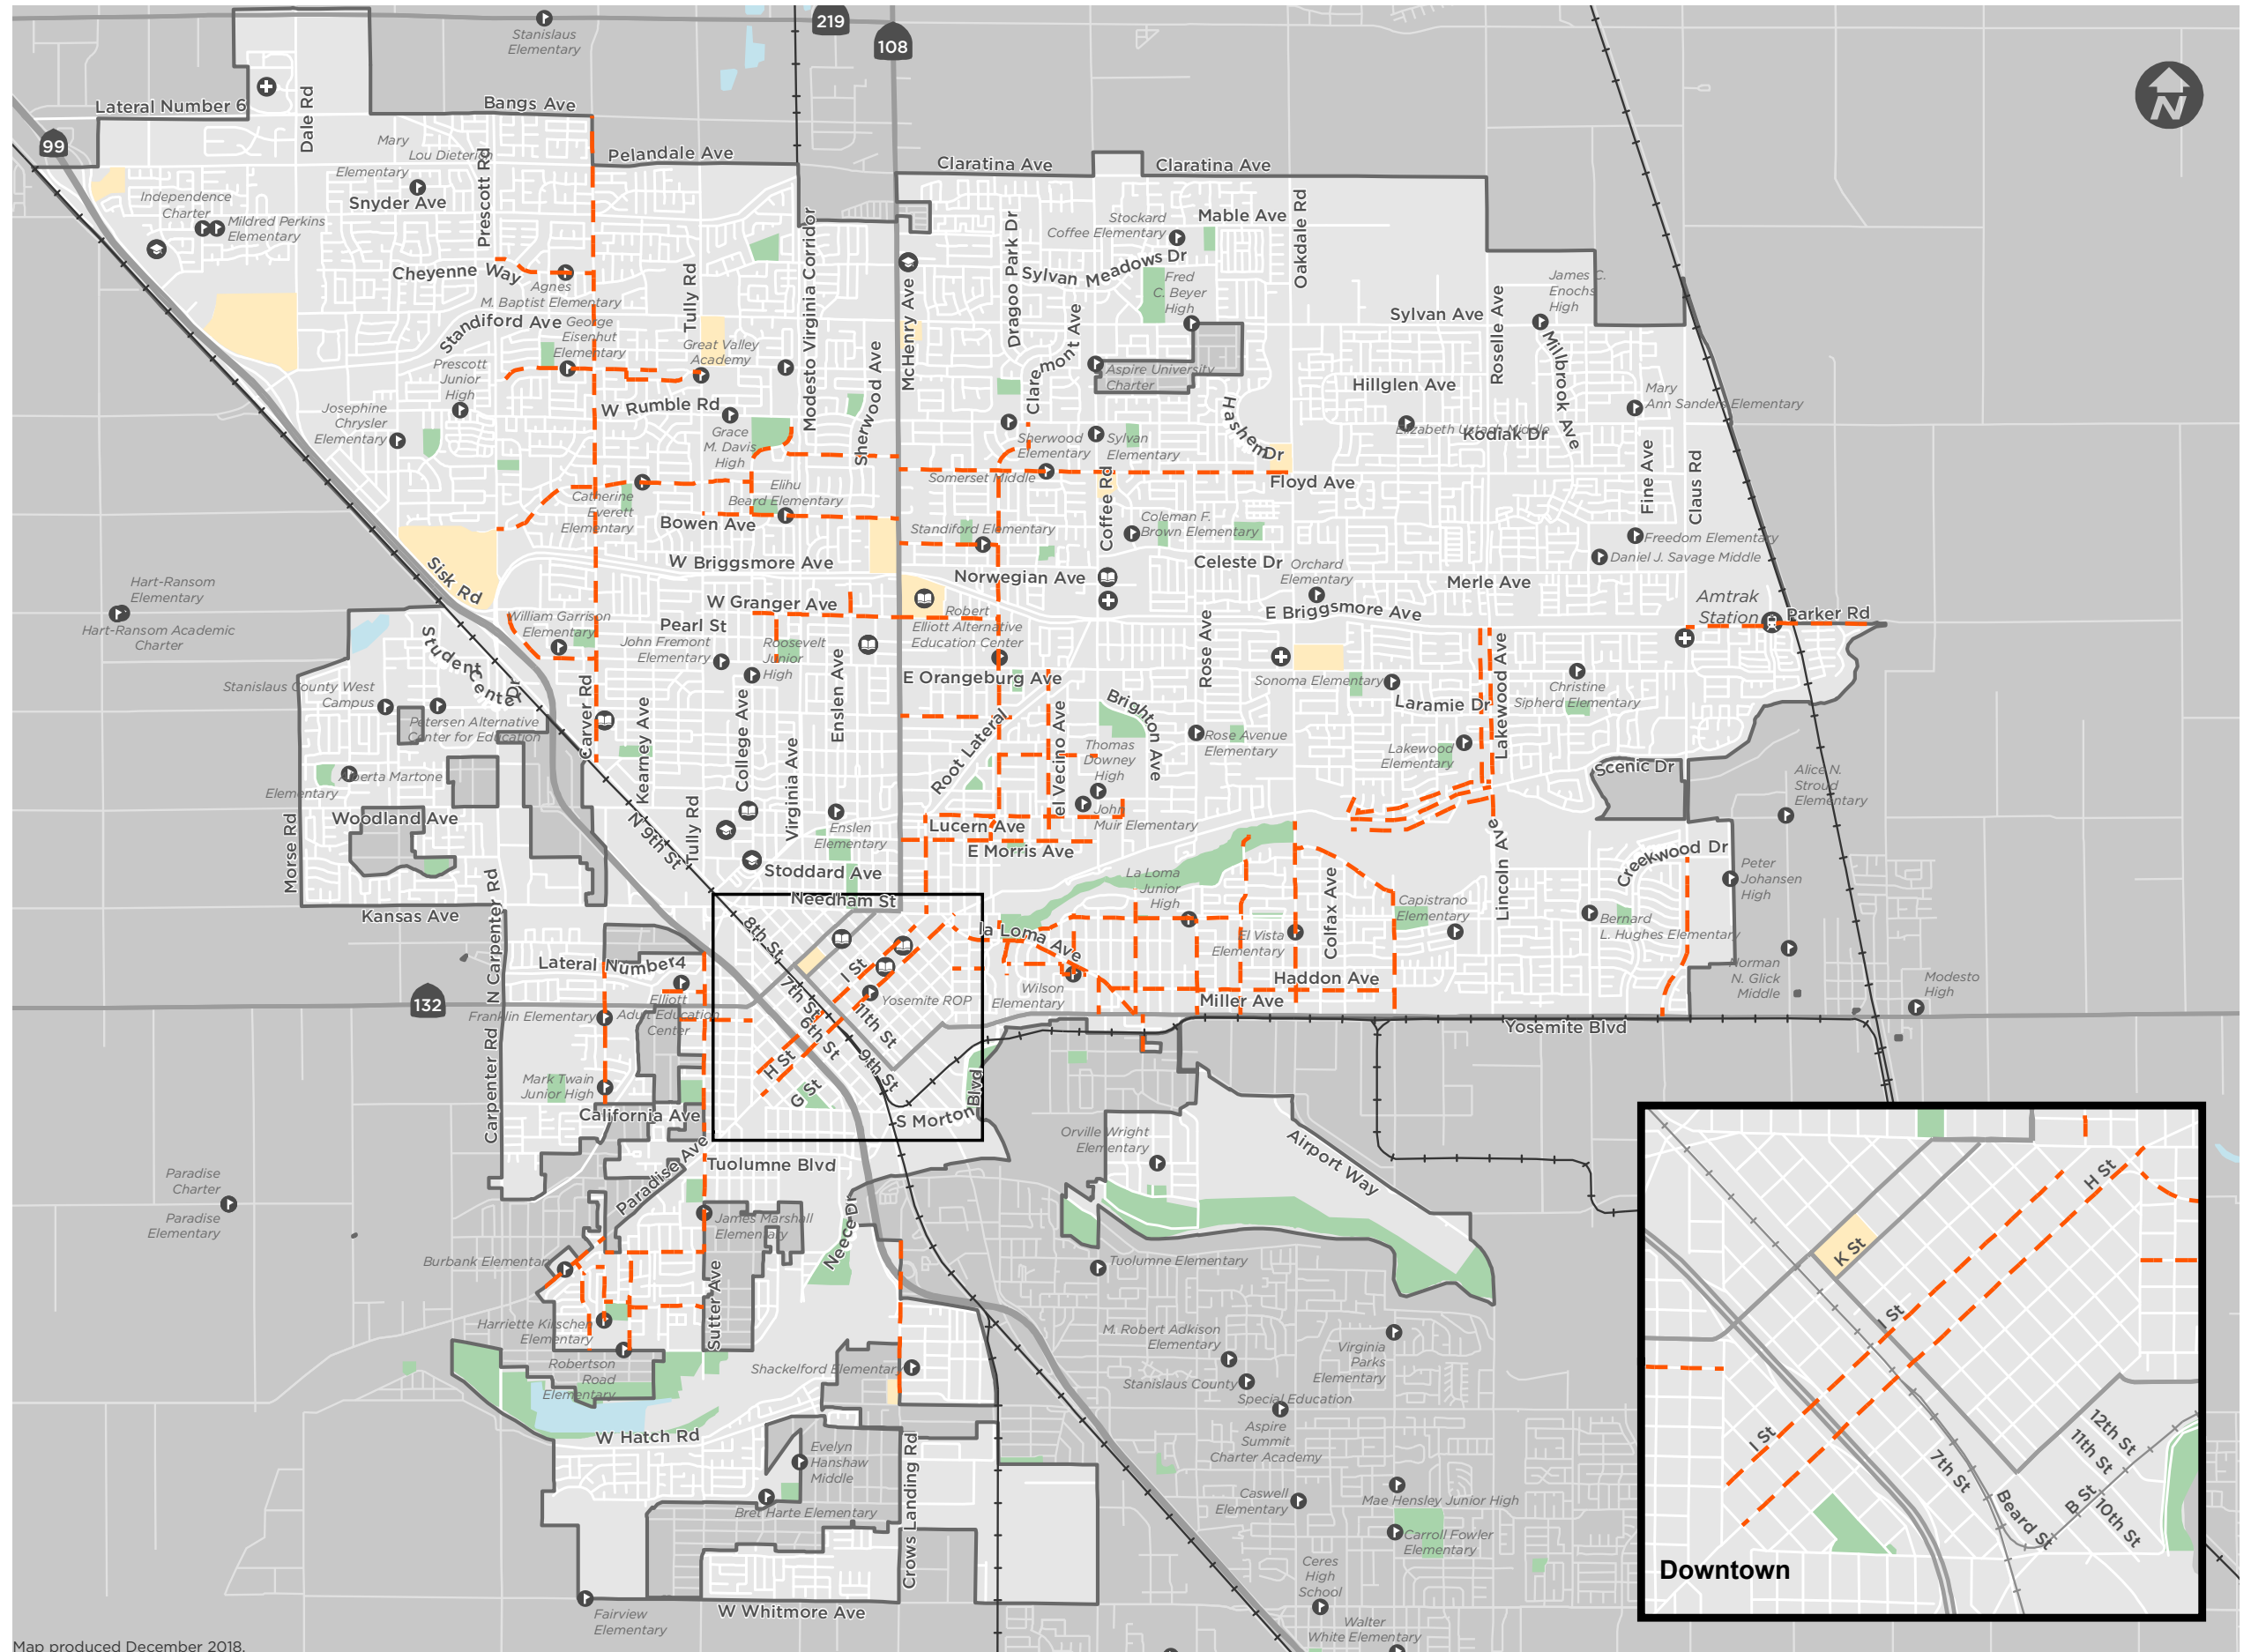 219
108
Stanislaus
Elementary
Lateral Number 6
Dale Rd
Bangs Ave
99
Mary
Lou Dieterich
Elementary
Prescott Rd
Pelandale Ave
Claratina Ave
Claratina Ave
N
Independence
Charter
Mildred Perkins
Elementary
Snyder Ave
Stockard
Coffee Elementary
Mable Ave
Oakdale Rd
Cheyenne Way
Agnes
M. Baptist Elementary
Tully Rd
Modesto Virginia Corridor
Dragoo Park Dr
Sylvan Meadows Dr
Fred
C. Beyer
High
James C.
Enochs
High
Standiford Ave
George
Eisenhut
Elementary
Great Valley
Academy
Sherwood Ave
McHenry Ave
Claremont Ave
Sylvan Ave
Roselle Ave
Millbrook Ave
Prescott
Junior
High
Aspire University
Charter
Hillglen Ave
Mary
Ann Sanders Elementary
Josephine
Chrysler
Elementary
W Rumble Rd
Grace
M. Davis
High
Sherwood
Elementary
Sylvan
Elementary
Hashem Dr
Elizabeth Ustach Middle
Kodiak Dr
Fine Ave
Claus Rd
Catherine
Everett
Elementary
Elihu
Beard Elementary
Somerset Middle
Coffee Rd
Floyd Ave
Bowen Ave
Standiford Elementary
Coleman F.
Brown Elementary
Freedom Elementary
Daniel J. Savage Middle
Sisk Rd
W Briggsmore Ave
Norwegian Ave
Celeste Dr
Orchard
Elementary
Merle Ave
Hart-Ransom
Elementary
Hart-Ransom Academic
Charter
William Garrison
Elementary
W Granger Ave
Pearl St
Robert
Elliott Alternative
Education Center
E Briggsmore Ave
Amtrak
Station
Parker Rd
Student Center Dr
John Fremont
Elementary
Roosevelt
Junior
High
Enslen Ave
E Orangeburg Ave
Rose Ave
Lakewood Ave
Stanislaus County West
Campus
Petersen Alternative
Center for Education
Carver Rd
Kearney Ave
College Ave
Virginia Ave
Root Lateral
el Vecino Ave
Brighton Ave
Sonoma Elementary
Laramie Dr
Christine
Sipherd Elementary
Thomas
Downey
High
Rose Avenue
Elementary
Lakewood
Elementary
Scenic Dr
Alice N.
Stroud
Elementary
Alberta Martone
Elementary
Woodland Ave
Morse Rd
N 9th St
Tully Rd
Enslen
Elementary
Lucern Ave
John
Muir Elementary
E Morris Ave
Lincoln Ave
Creekwood Dr
Peter
Johansen
High
Stoddard Ave
Needham St
La Loma
Junior
High
Kansas Ave
N Carpenter Rd
8th St
la Loma Ave
El Vista
Elementary
Colfax Ave
Capistrano
Elementary
Bernard
L. Hughes Elementary
Lateral Number4
I St
7th St
6th St
11th St
9th St
H St
G St
Yosemite ROP
Wilson
Elementary
Haddon Ave
Miller Ave
Norman
N. Glick
Middle
Modesto
High
132
Elliott
Adult Education
Center
Franklin Elementary
Yosemite Blvd
Carpenter Rd
Mark Twain
Junior High
California Ave
S Morton Blvd
Paradise Ave
Tuolumne Blvd
Orville Wright
Elementary
Airport Way
Paradise
Charter
Paradise
Elementary
James Marshall
Elementary
Neece Dr
Burbank Elementary
Tuolumne Elementary
Sutter Ave
Harriette Kirschen
Elementary
Robertson
Road
Elementary
Shackelford Elementary
M. Robert Adkison
Elementary
Virginia
Parks
Elementary
Stanislaus County
Special Education
Aspire
Summit
Charter Academy
W Hatch Rd
Evelyn
Hanshaw
Middle
Bret Harte Elementary
Crows Landing Rd
Caswell
Elementary
Mae Hensley Junior High
Carroll Fowler
Elementary
Ceres
High
School
Fairview
Elementary
W Whitmore Ave
Walter
White Elementary
H St
K St
I St
I St
7th St
12th St
11th St
B St
10th St
Beard St
Downtown
Map produced December 2018.